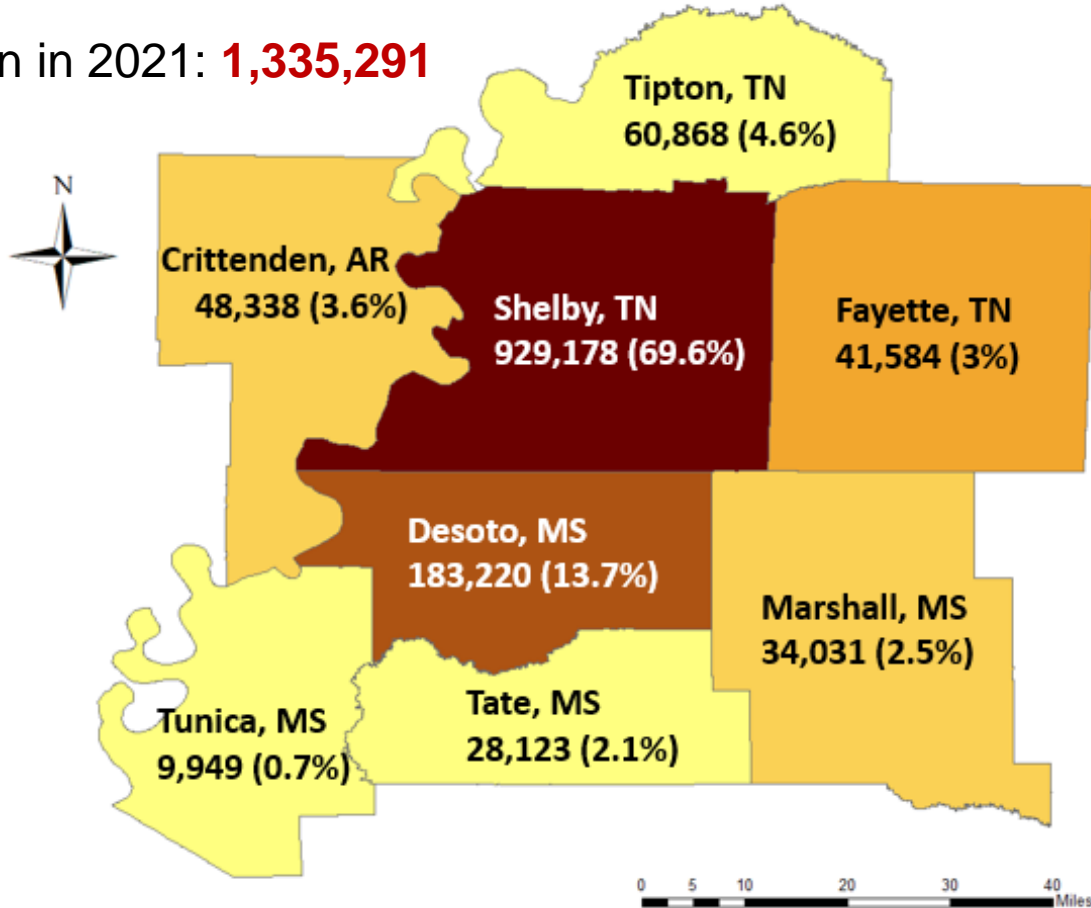 n in 2021: 1,335,291
Tipton, TN
60,868 (4.6%)
N
Crittenden, AR
48,338 (3.6%)
Shelby, TN
929,178 (69.6%)
Fayette, TN
41,584 (3%)
Desoto, MS
183,220 (13.7%)
Marshall, MS
34,031 (2.5%)
Tunica, MS
9,949 (0.7%)
Tate, MS
28,123 (2.1%)
0 5 10 20 30 40
Miles